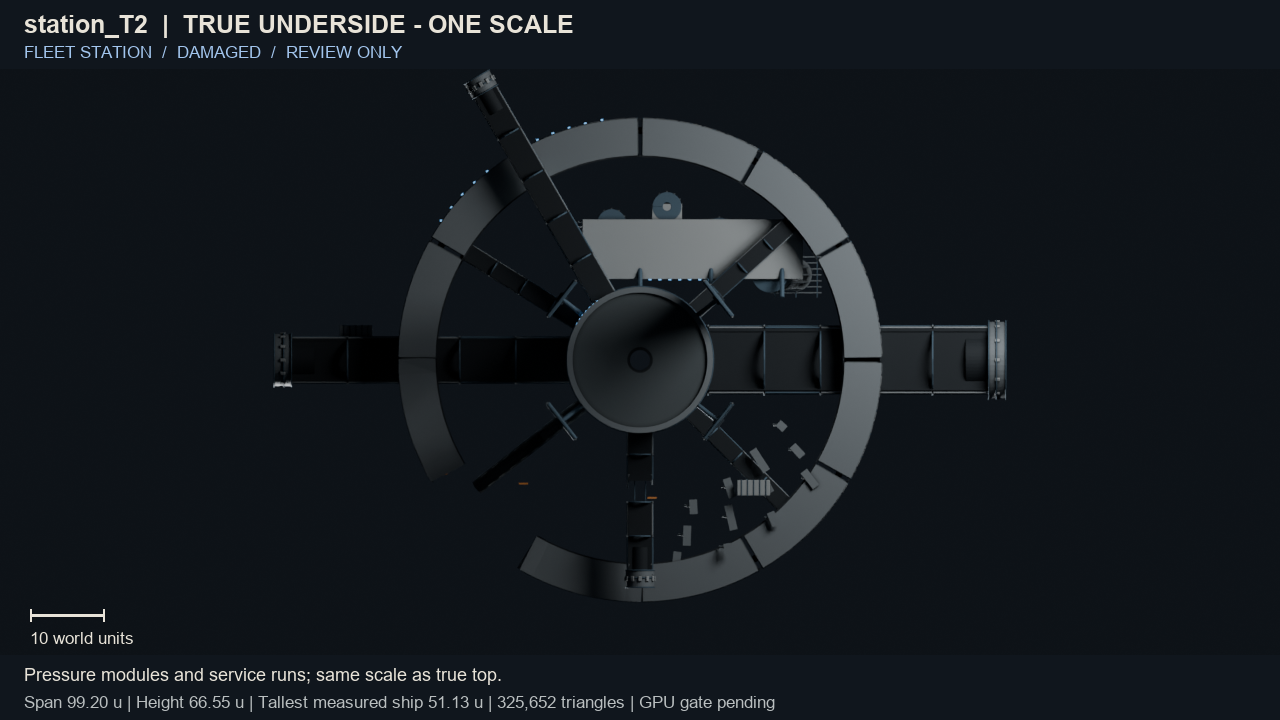 station_T2 | TRUE UNDERSIDE - ONE SCALE
FLEET STATION / DAMAGED / REVIEW ONLY
10 world units
Pressure modules and service runs; same scale as true top.
Span 99.20 u | Height 66.55 u | Tallest measured ship 51.13 u | 325,652 triangles | GPU gate pending